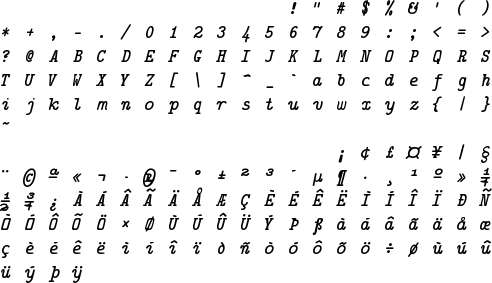 ! " # $ % & ' ( )
* + , - . / 0 1 2 3 4 5 6 7 8 9 : ; < = >
? @ A B C D E F G H I J K L M N O P Q R S
T U V W X Y Z [ \ ] ^ _ ` a b c d e f g h
i j k l m n o p q r s t u v w x y z { | }
~
¡ ¢ £ ¤ ¥ ¦ §
¨ © ª « ¬ - ® ¯ ° ± ² ³ ´ µ ¶ · ¸ ¹ º » ¼
½ ¾ ¿ À Á Â Ã Ä Å Æ Ç È É Ê Ë Ì Í Î Ï Ð Ñ
Ò Ó Ô Õ Ö × Ø Ù Ú Û Ü Ý Þ ß à á â ã ä å æ
ç è é ê ë ì í î ï ð ñ ò ó ô õ ö ÷ ø ù ú û
ü ý þ ÿ